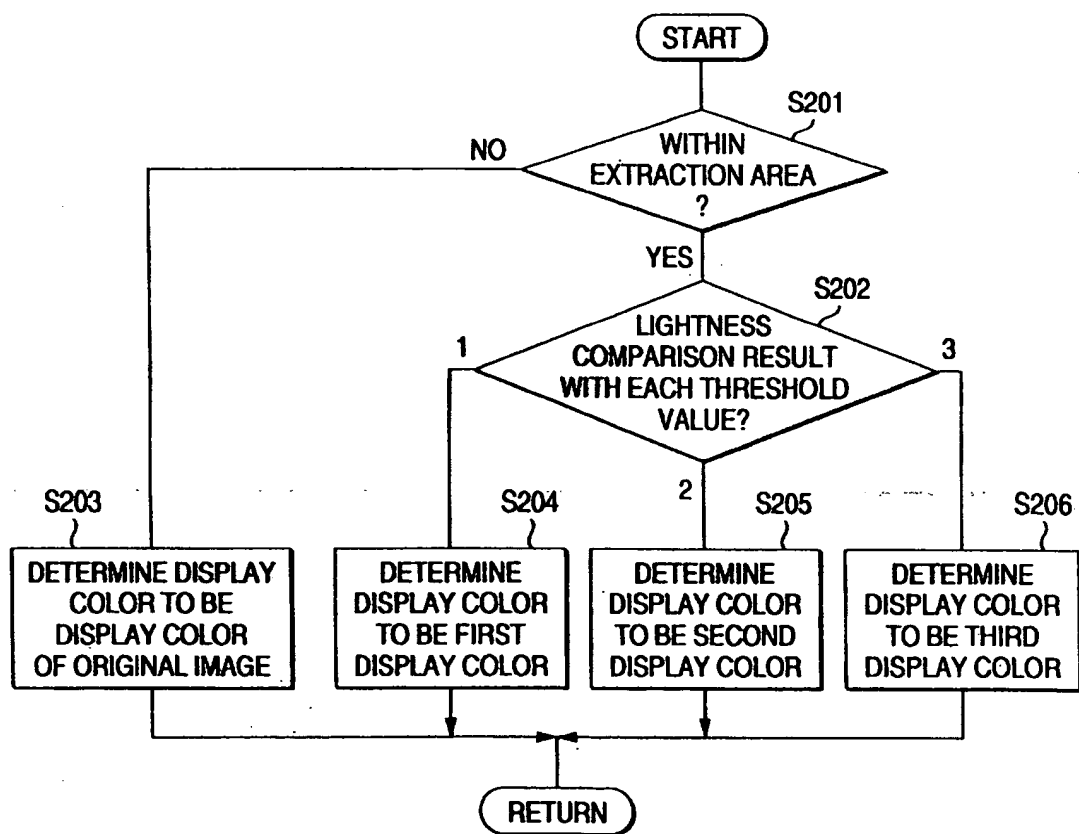 START
S201
NO
WITHIN
EXTRACTION AREA
?
YES
S202
1
LIGHTNESS
COMPARISON RESULT
WITH EACH THRESHOLD
VALUE?
3
2
S203
DETERMINE DISPLAY
COLOR TO BE
DISPLAY COLOR
OF ORIGINAL IMAGE
S204
DETERMINE
DISPLAY COLOR
TO BE FIRST
DISPLAY COLOR
S205
DETERMINE
DISPLAY COLOR
TO BE SECOND
DISPLAY COLOR
S206
DETERMINE
DISPLAY COLOR
TO BE THIRD
DISPLAY COLOR
RETURN